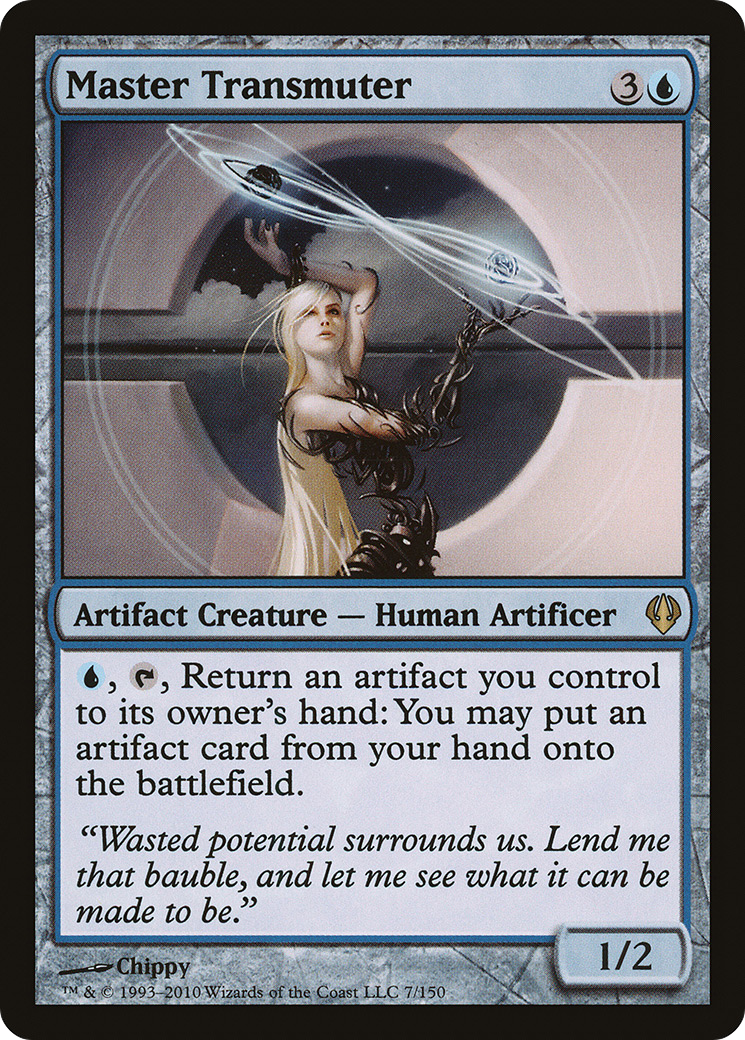 Master Transmuter 3
Artifact Creature — Human Artificer
, , Return an artifact you control
to its owner's hand: You may put an
artifact card from your hand onto
the battlefield.
“Wasted potential surrounds us. Lend me
that bauble, and let me see what it can be
made to be.”
1/2
Chippy
™ & © 1993–2010 Wizards of the Coast LLC 7/150